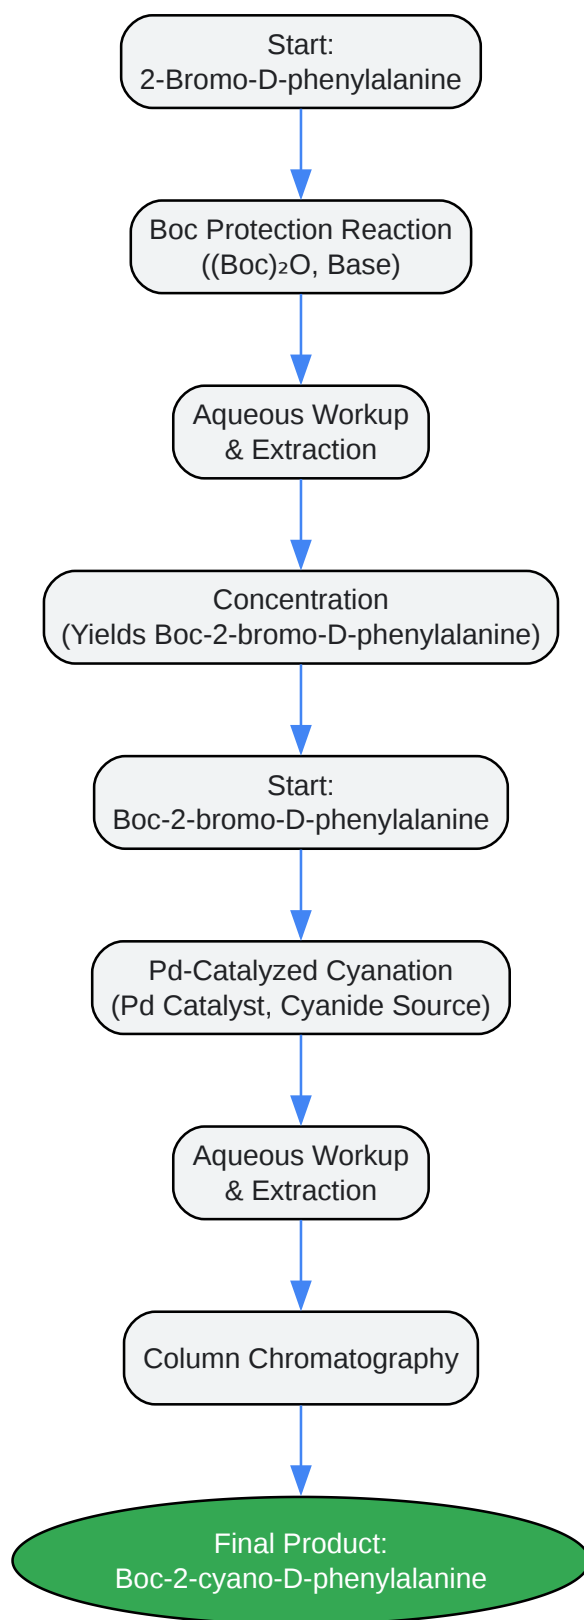 Start:
2-Bromo-D-phenylalanine
Boc Protection Reaction
((Boc)₂O, Base)
Aqueous Workup
& Extraction
Concentration
(Yields Boc-2-bromo-D-phenylalanine)
Start:
Boc-2-bromo-D-phenylalanine
Pd-Catalyzed Cyanation
(Pd Catalyst, Cyanide Source)
Aqueous Workup
& Extraction
Column Chromatography
Final Product:
Boc-2-cyano-D-phenylalanine